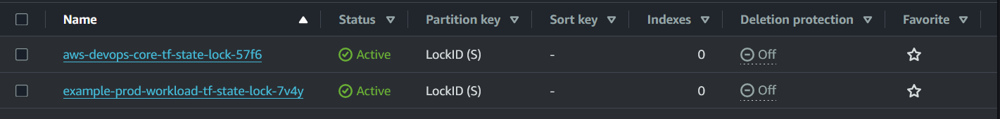 Name Status Partition key Sort key Indexes Deletion protection Favorite
aws-devops-core-tf-state-lock-57f6 Active LockID (S) - 0 Off
example-prod-workload-tf-state-lock-7v4y Active LockID (S) - 0 Off